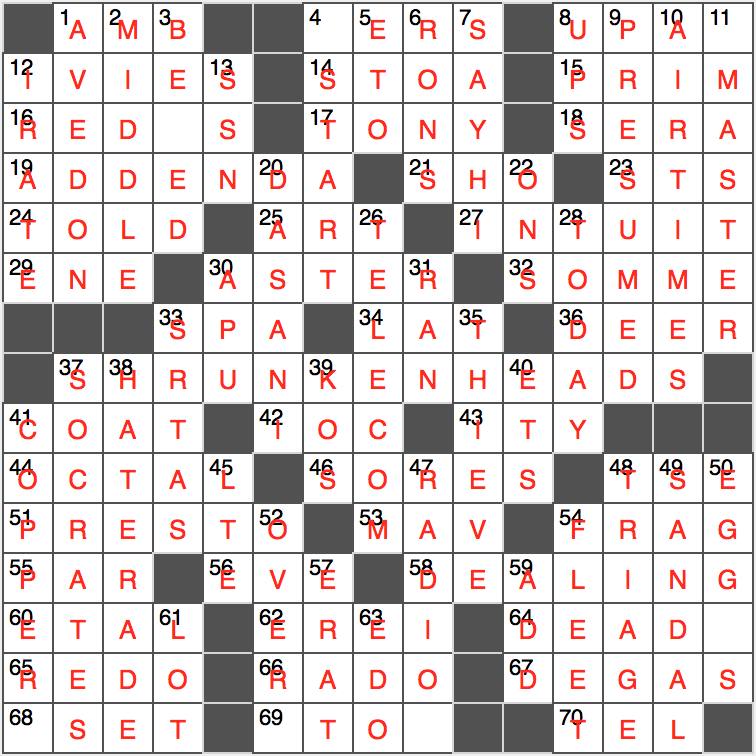 1 A 2 M 3 B 4 5 E 6 R 7 S 8 U 9 P 10 A 11
12 I V I E 13 S 14 S T O A 15 P R I M
16 R E D S 17 T O N Y 18 S E R A
19 A D D E N 20 D A 21 S H 22 O 23 S T S
24 T O L D 25 A R 26 T 27 I N 28 T U I T
29 E N E 30 A S T E 31 R 32 S O M M E
33 S P A 34 L A 35 T 36 D E E R
37 S 38 H R U N 39 K E N H 40 E A D S
41 C O A T 42 I O C 43 I T Y
44 O C T A 45 L 46 S O 47 R E S 48 T 49 S 50 E
51 P R E S T 52 O 53 M A V 54 F R A G
55 P A R 56 E V 57 E 58 D E 59 A L I N G
60 E T A 61 L 62 E R 63 E I 64 D E A D
65 R E D O 66 R A D O 67 D E G A S
68 S E T 69 T O 70 T E L